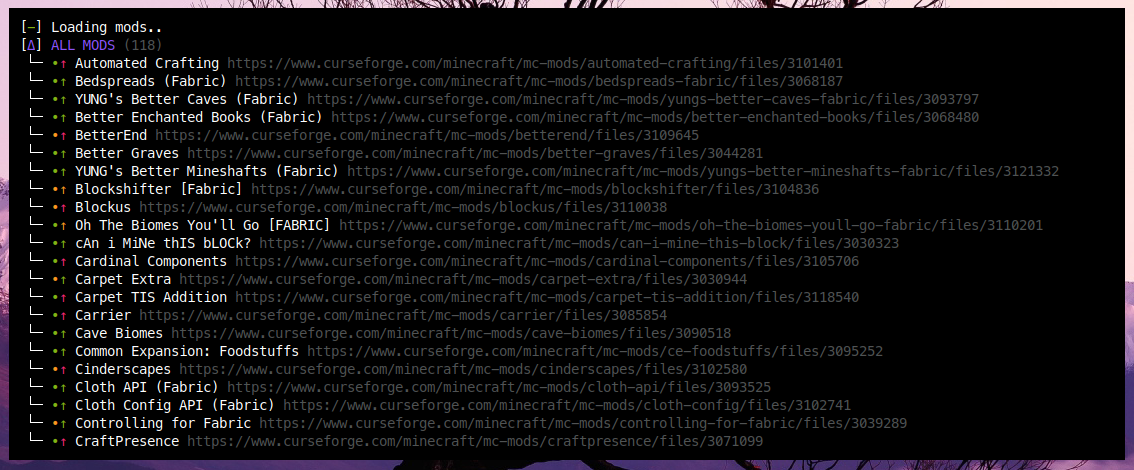 [−] Loading mods..
[Δ] ALL MODS (118)
└─ •↑ Automated Crafting https://www.curseforge.com/minecraft/mc-mods/automated-crafting/files/3101401
└─ •↑ Bedspreads (Fabric) https://www.curseforge.com/minecraft/mc-mods/bedspreads-fabric/files/3068187
└─ •↑ YUNG's Better Caves (Fabric) https://www.curseforge.com/minecraft/mc-mods/yungs-better-caves-fabric/files/3093797
└─ •↑ Better Enchanted Books (Fabric) https://www.curseforge.com/minecraft/mc-mods/better-enchanted-books/files/3068480
└─ •↑ BetterEnd https://www.curseforge.com/minecraft/mc-mods/betterend/files/3109645
└─ •↑ Better Graves https://www.curseforge.com/minecraft/mc-mods/better-graves/files/3044281
└─ •↑ YUNG's Better Mineshafts (Fabric) https://www.curseforge.com/minecraft/mc-mods/yungs-better-mineshafts-fabric/files/3121332
└─ •↑ Blockshifter [Fabric] https://www.curseforge.com/minecraft/mc-mods/blockshifter/files/3104836
└─ •↑ Blockus https://www.curseforge.com/minecraft/mc-mods/blockus/files/3110038
└─ •↑ Oh The Biomes You'll Go [FABRIC] https://www.curseforge.com/minecraft/mc-mods/oh-the-biomes-youll-go-fabric/files/3110201
└─ •↑ cAn i MiNe thIS bLOCk? https://www.curseforge.com/minecraft/mc-mods/can-i-mine-this-block/files/3030323
└─ •↑ Cardinal Components https://www.curseforge.com/minecraft/mc-mods/cardinal-components/files/3105706
└─ •↑ Carpet Extra https://www.curseforge.com/minecraft/mc-mods/carpet-extra/files/3030944
└─ •↑ Carpet TIS Addition https://www.curseforge.com/minecraft/mc-mods/carpet-tis-addition/files/3118540
└─ •↑ Carrier https://www.curseforge.com/minecraft/mc-mods/carrier/files/3085854
└─ •↑ Cave Biomes https://www.curseforge.com/minecraft/mc-mods/cave-biomes/files/3090518
└─ •↑ Common Expansion: Foodstuffs https://www.curseforge.com/minecraft/mc-mods/ce-foodstuffs/files/3095252
└─ •↑ Cinderscapes https://www.curseforge.com/minecraft/mc-mods/cinderscapes/files/3102580
└─ •↑ Cloth API (Fabric) https://www.curseforge.com/minecraft/mc-mods/cloth-api/files/3093525
└─ •↑ Cloth Config API (Fabric) https://www.curseforge.com/minecraft/mc-mods/cloth-config/files/3102741
└─ •↑ Controlling for Fabric https://www.curseforge.com/minecraft/mc-mods/controlling-for-fabric/files/3039289
└─ •↑ CraftPresence https://www.curseforge.com/minecraft/mc-mods/craftpresence/files/3071099